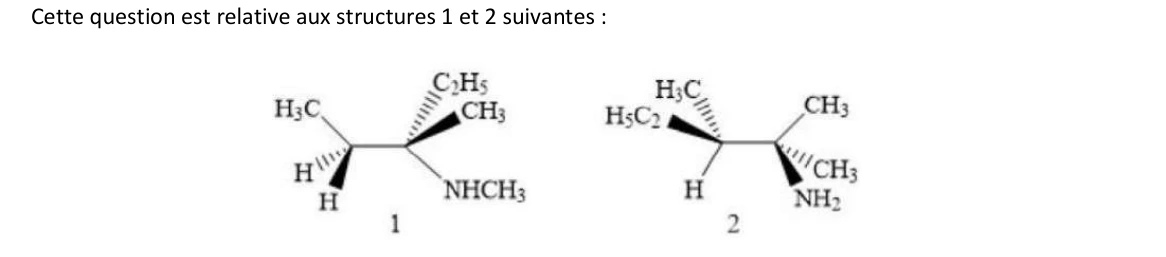 Cette question est relative aux structures 1 et 2 suivantes :
C₂H₅
H₃C
CH₃
H
H
NHCH₃
1
H₃C
H₅C₂
CH₃
CH₃
H
NH₂
2